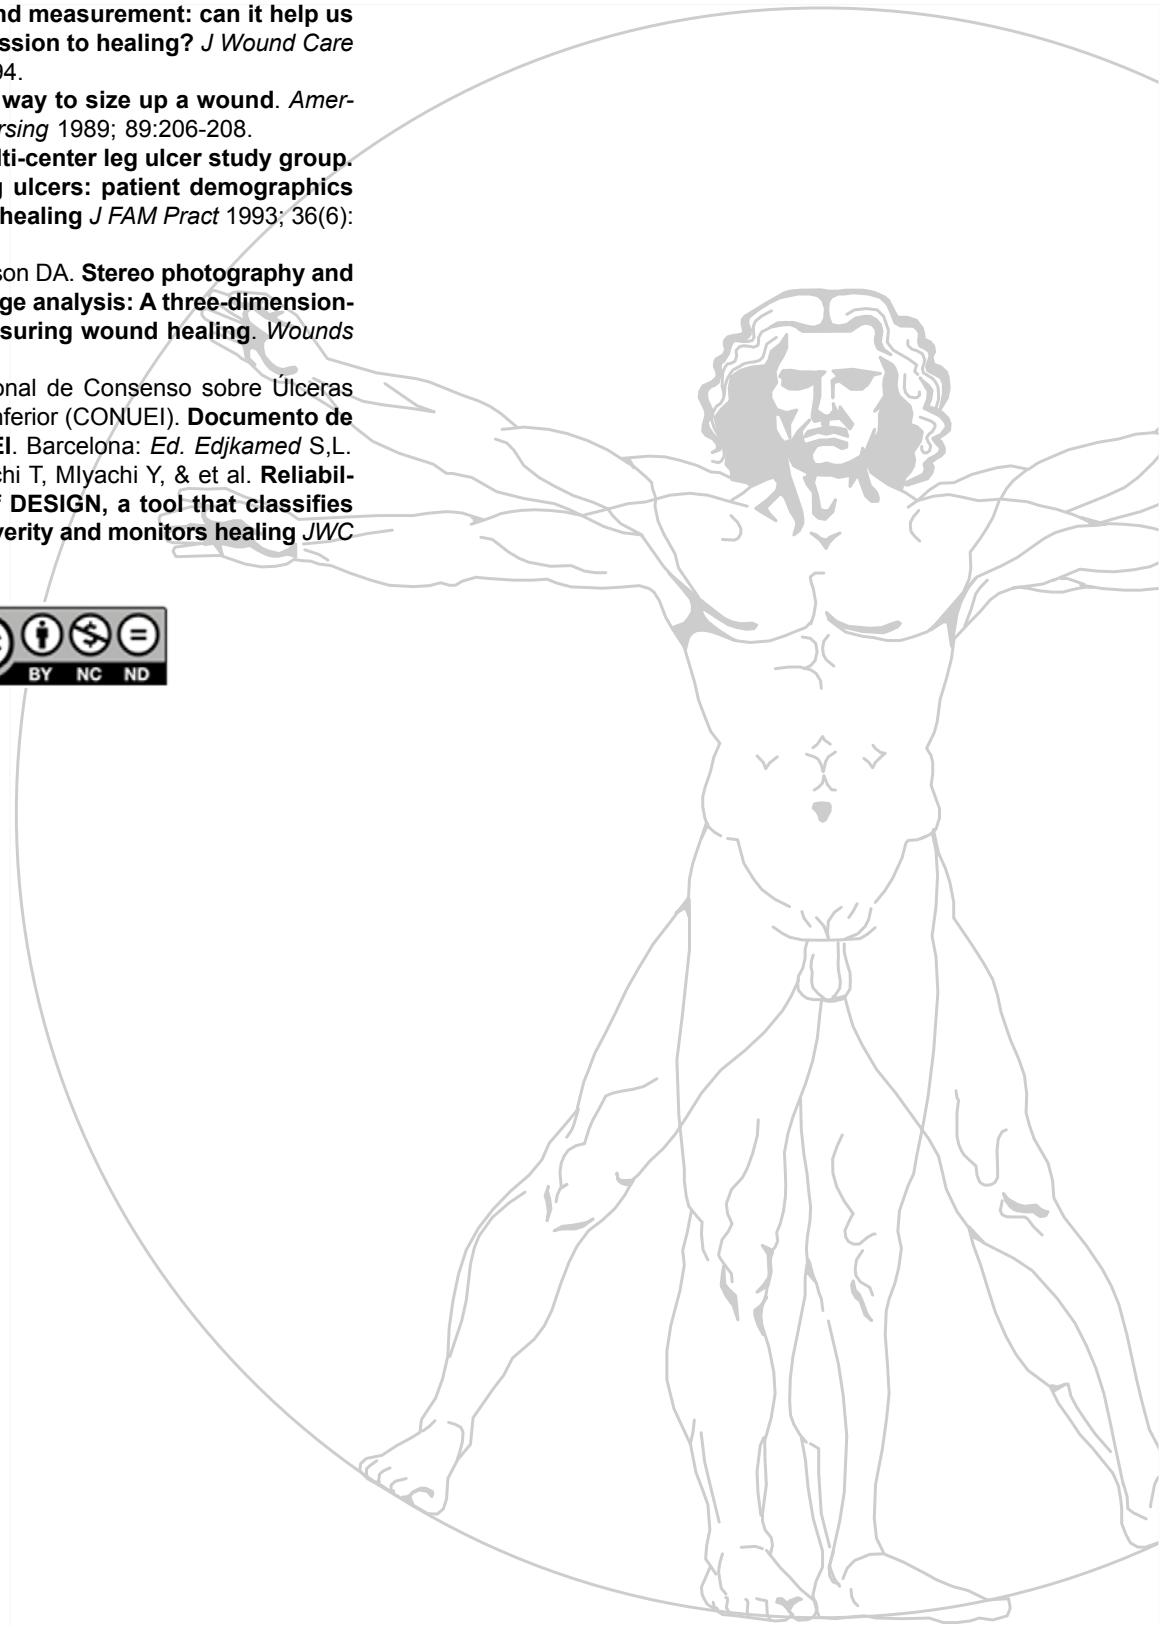 nd measurement: can it help us
ssion to healing? J Wound Care
94.
way to size up a wound. Amer-
rsing 1989; 89:206-208.
lti-center leg ulcer study group.
g ulcers: patient demographics
healing J FAM Pract 1993; 36(6):
son DA. Stereo photography and
ge analysis: A three-dimension-
suring wound healing. Wounds
onal de Consenso sobre Úlceras
nferior (CONUEI). Documento de
EI. Barcelona: Ed. Edjkamed S,L.
chi T, MIyachi Y, & et al. Reliabil-
f DESIGN, a tool that classifies
verity and monitors healing JWC
BY NC ND